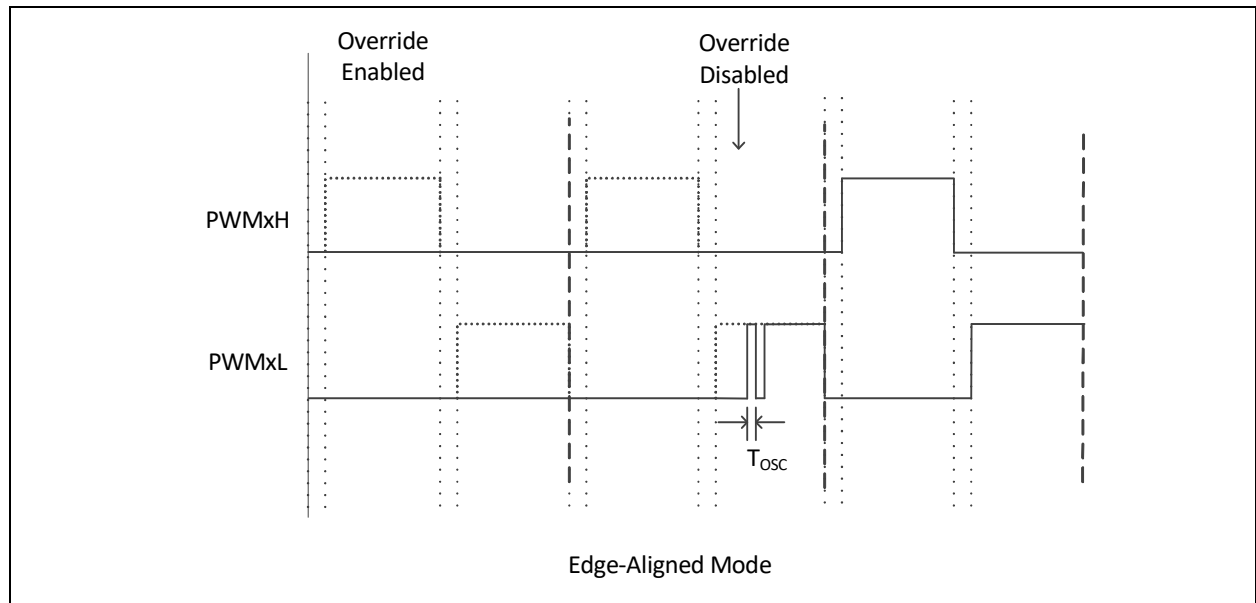 Override
Enabled
Override
Disabled
PWMxH
PWMxL
TOSC
Edge-Aligned Mode